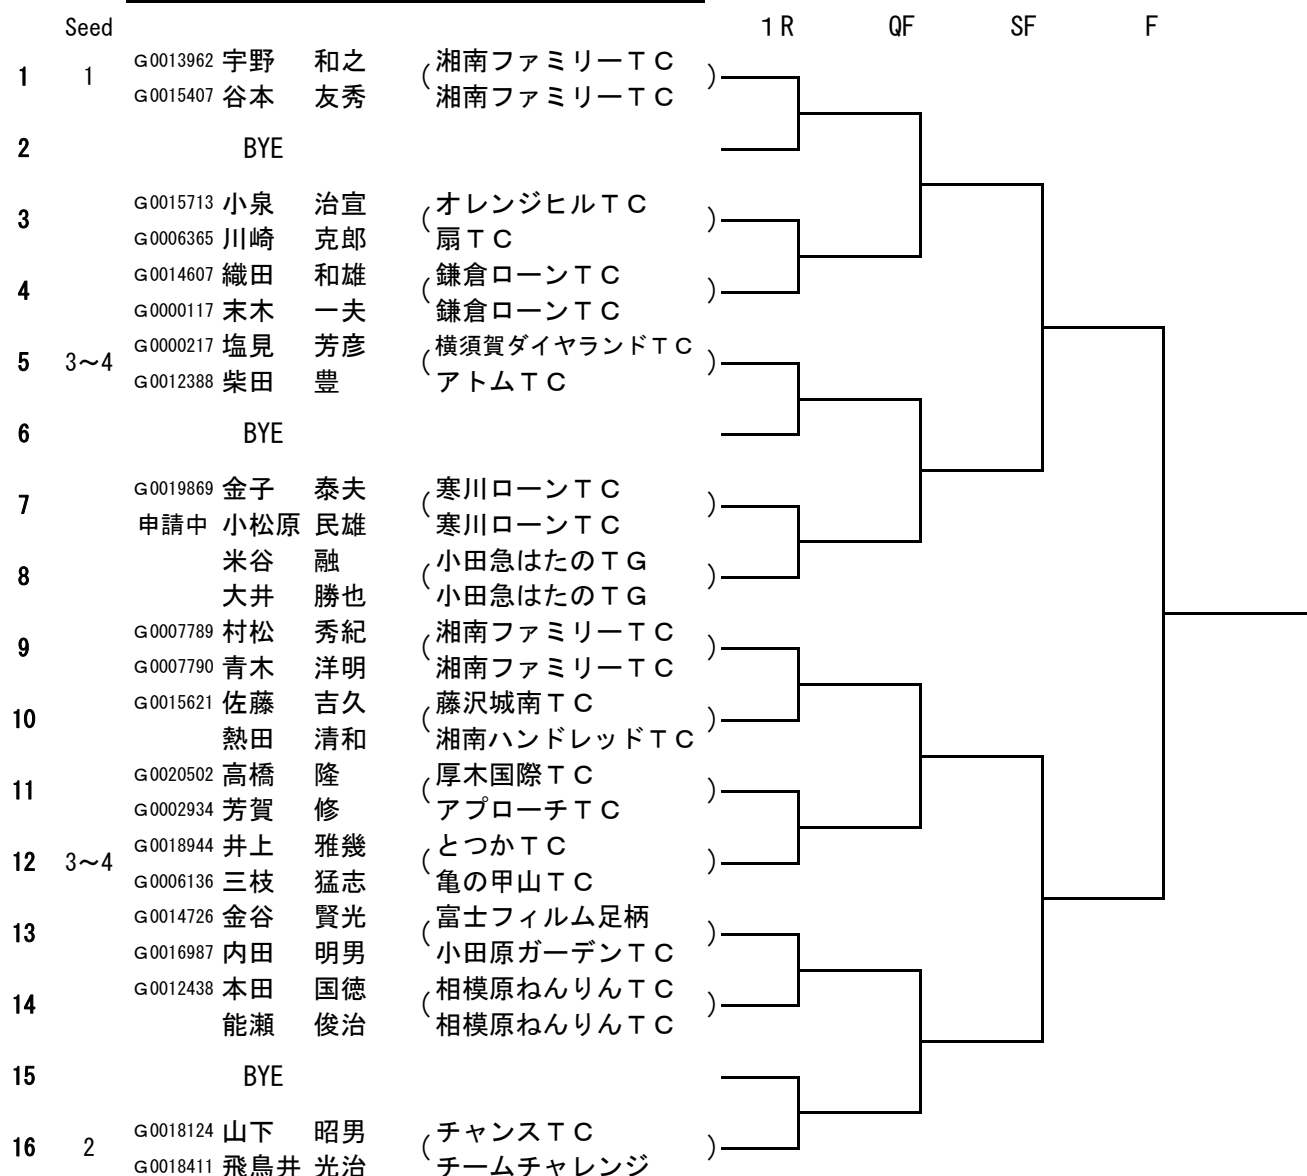 Seed 1R QF SF F
G0013962 宇野 和之 湘南ファミリーTC
1 1 ( )
G0015407 谷本 友秀 湘南ファミリーTC
2 BYE
G0015713 小泉 治宣 オレンジヒルTC
3 ( )
G0006365 川崎 克郎 扇TC
G0014607 織田 和雄 鎌倉ローンTC
4 ( )
G0000117 末木 一夫 鎌倉ローンTC
G0000217 塩見 芳彦 横須賀ダイヤランドTC
5 3〜4 ( )
G0012388 柴田 豊 アトムTC
6 BYE
G0019869 金子 泰夫 寒川ローンTC
7 ( )
申請中 小松原 民雄 寒川ローンTC
米谷 融 小田急はたのTG
8 ( )
大井 勝也 小田急はたのTG
G0007789 村松 秀紀 湘南ファミリーTC
9 ( )
G0007790 青木 洋明 湘南ファミリーTC
G0015621 佐藤 吉久 藤沢城南TC
10 ( )
熱田 清和 湘南ハンドレッドTC
G0020502 高橋 隆 厚木国際TC
11 ( )
G0002934 芳賀 修 アプローチTC
G0018944 井上 雅幾 とつかTC
12 3〜4 ( )
G0006136 三枝 猛志 亀の甲山TC
G0014726 金谷 賢光 富士フィルム足柄
13 ( )
G0016987 内田 明男 小田原ガーデンTC
G0012438 本田 国徳 相模原ねんりんTC
14 ( )
能瀬 俊治 相模原ねんりんTC
15 BYE
G0018124 山下 昭男 チャンスTC
16 2 ( )
G0018411 飛鳥井 光治 チームチャレンジ